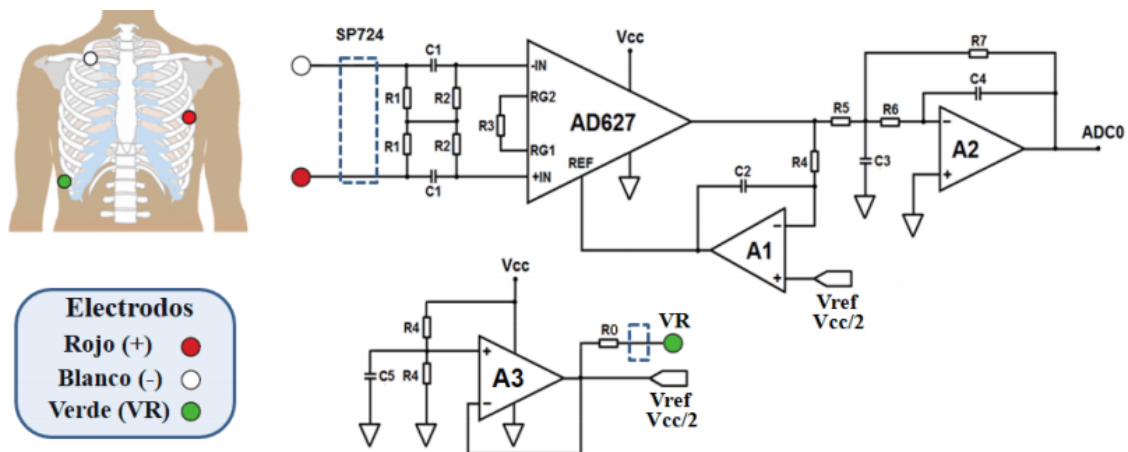 SP724
C1
R1
R2
R1
R2
C1
-IN
RG2
R3
RG1
REF
+IN
AD627
Vcc
R7
C4
R5
R6
A2
ADC0
C3
R4
C2
A1
Vref
Vcc/2
Electrodos
Rojo (+)
Blanco (-)
Verde (VR)
Vcc
R4
R4
C5
A3
R0
VR
Vref
Vcc/2
-
+
-
+
+
-